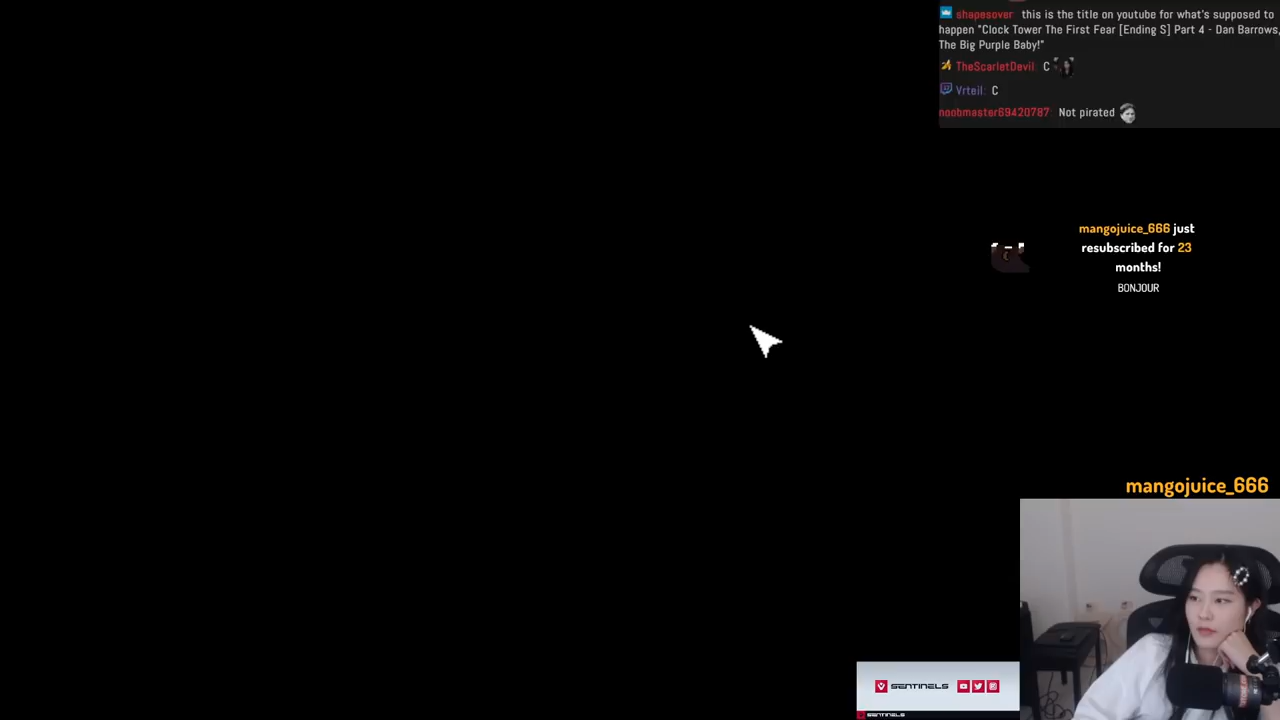 shapesover: this is the title on youtube for what's supposed to
happen "Clock Tower The First Fear [Ending S] Part 4 - Dan Barrows,
The Big Purple Baby!"
TheScarletDevil: C
Vrteil: C
noobmaster69420787: Not pirated
mangojuice_666 just
resubscribed for 23
months!
BONJOUR
mangojuice_666
SENTINELS
SENTINELS